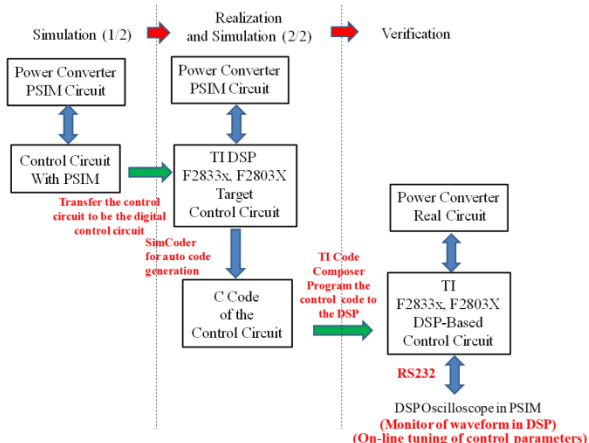 Simulation (1/2)
Realization
and Simulation (2/2)
Verification
Power Converter
PSIM Circuit
Control Circuit
With PSIM
Transfer the control
circuit to be the digital
control circuit
Power Converter
PSIM Circuit
TI DSP
F2833x, F2803X
Target
Control Circuit
SimCoder
for auto code
generation
C Code
of the
Control Circuit
TI Code
Composer
Program the
control code to
the DSP
Power Converter
Real Circuit
TI
F2833x, F2803X
DSP-Based
Control Circuit
RS232
DSP Oscilloscope in PSIM
(Monitor of waveform in DSP)
(On-line tuning of control parameters)